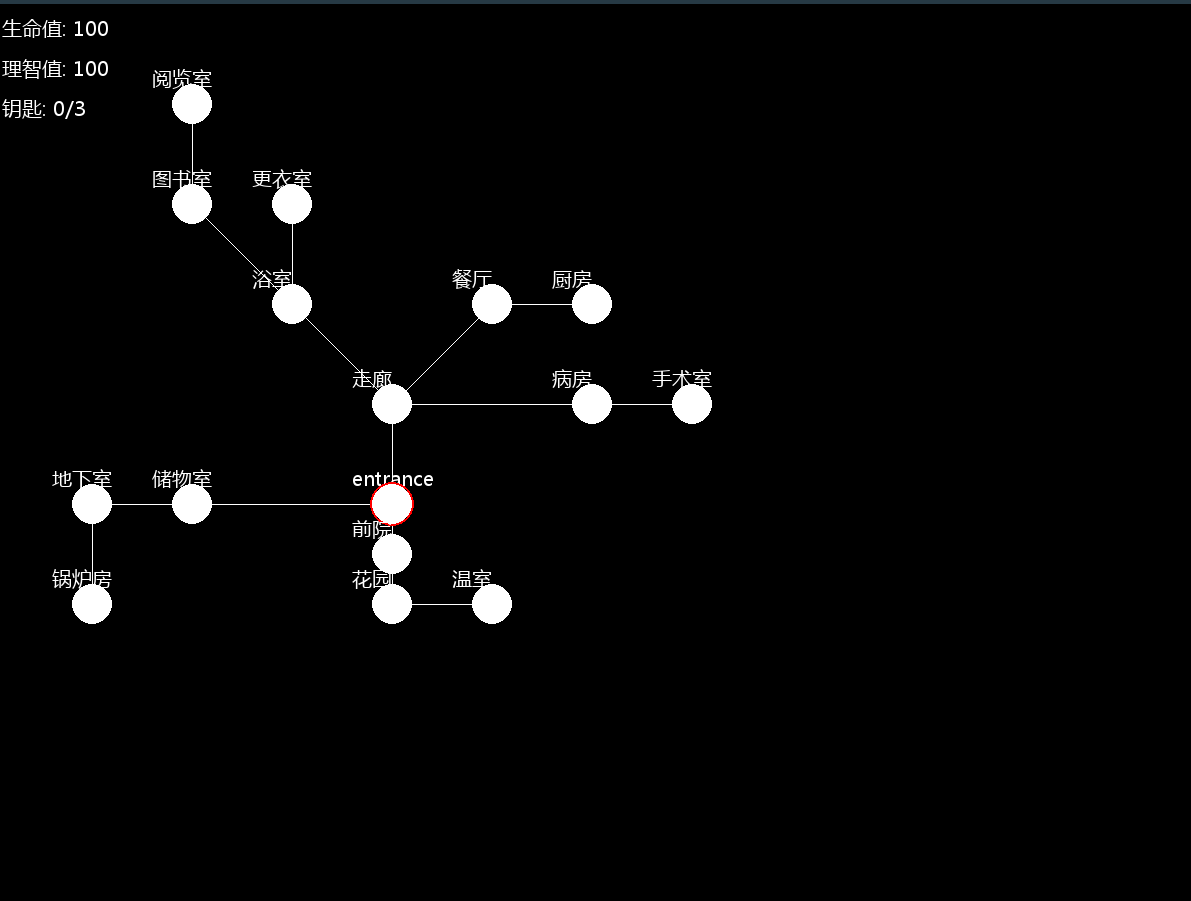 生命值: 100
理智值: 100
钥匙: 0/3
阅览室
图书室
更衣室
浴室
餐厅
厨房
走廊
病房
手术室
地下室
储物室
entrance
前院
锅炉房
花园
温室